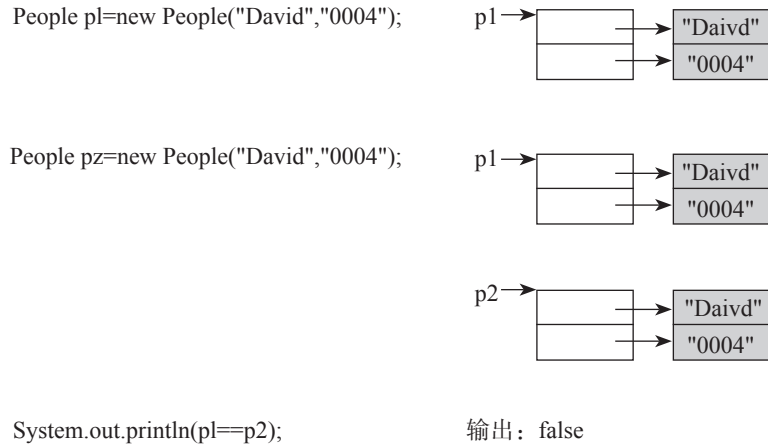 People pl=new People("David","0004");
p1
"Daivd"
"0004"
People pz=new People("David","0004");
p1
"Daivd"
"0004"
p2
"Daivd"
"0004"
System.out.println(pl==p2);
输出：false